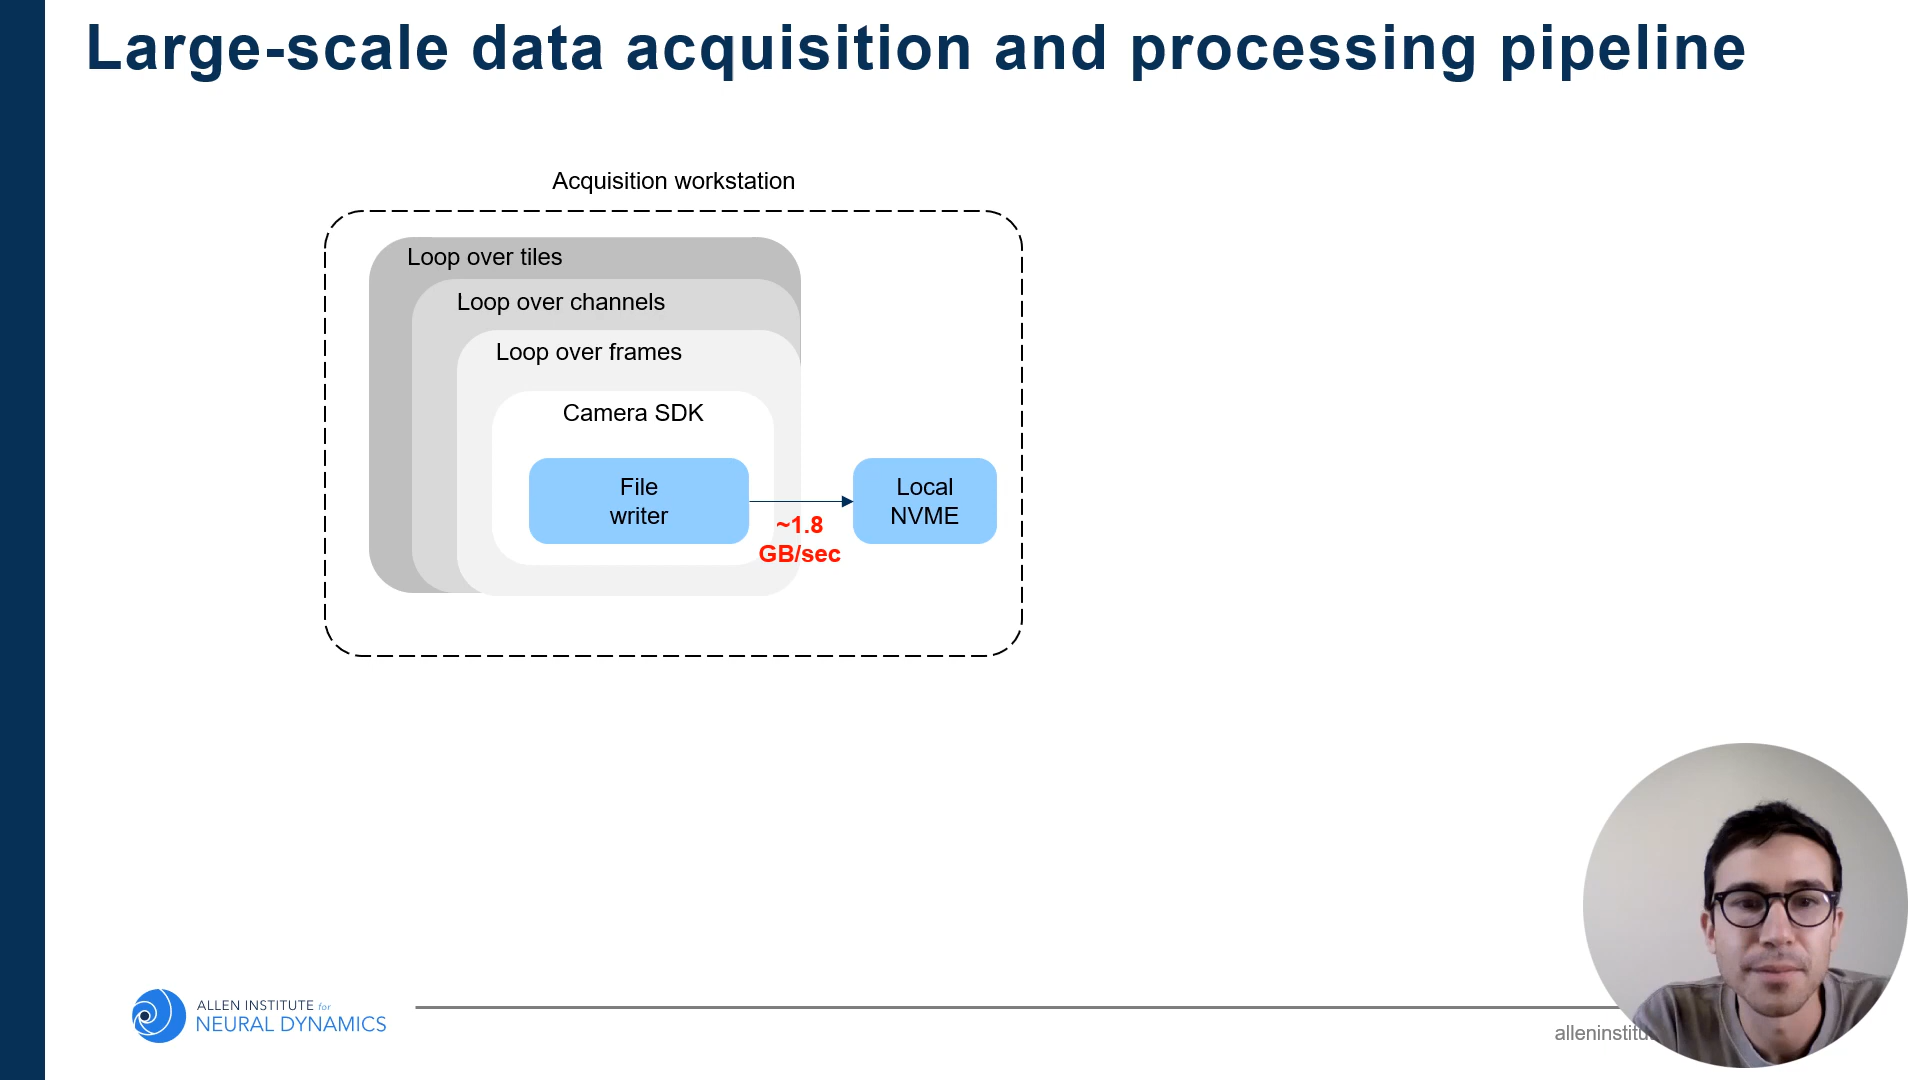 Large-scale data acquisition and processing pipeline
Acquisition workstation
Loop over tiles
Loop over channels
Loop over frames
Camera SDK
File
writer
~1.8
GB/sec
Local
NVME
ALLEN INSTITUTE for
NEURAL DYNAMICS